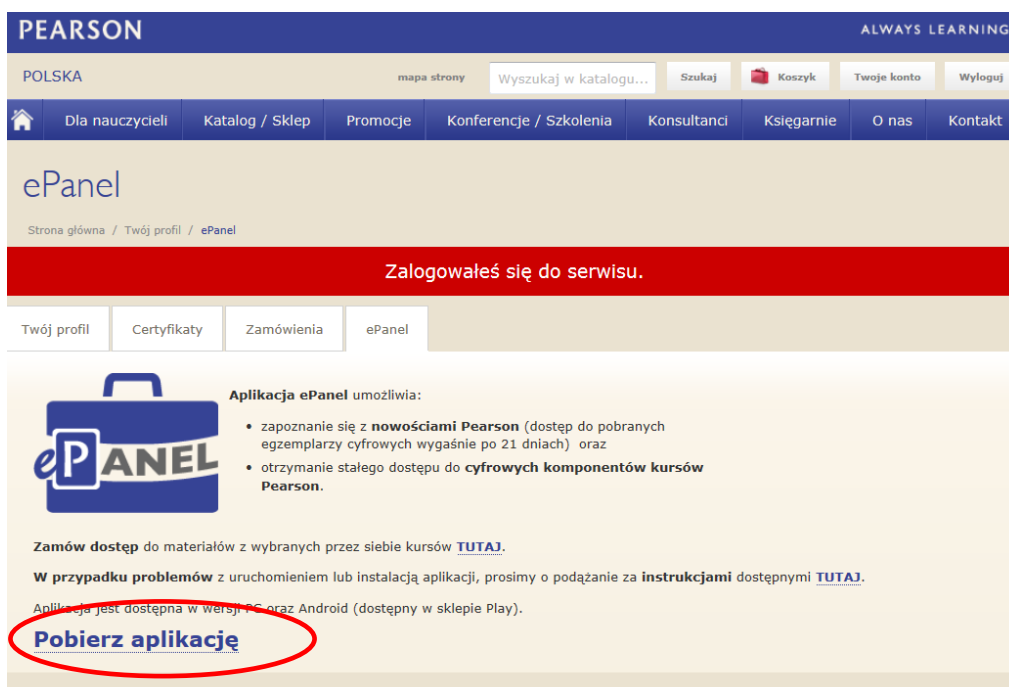 PEARSON
ALWAYS LEARNING
POLSKA
mapa strony
Wyszukaj w katalogu...
Szukaj
Koszyk
Twoje konto
Wyloguj
Dla nauczycieli
Katalog / Sklep
Promocje
Konferencje / Szkolenia
Konsultanci
Księgarnie
O nas
Kontakt
ePanel
Strona główna / Twój profil / ePanel
Zalogowałeś się do serwisu.
Twój profil
Certyfikaty
Zamówienia
ePanel
ePANEL
Aplikacja ePanel umożliwia:
• zapoznanie się z nowościami Pearson (dostęp do pobranych
egzemplarzy cyfrowych wygaśnie po 21 dniach) oraz
• otrzymanie stałego dostępu do cyfrowych komponentów kursów
Pearson.
Zamów dostęp do materiałów z wybranych przez siebie kursów TUTAJ.
W przypadku problemów z uruchomieniem lub instalacją aplikacji, prosimy o podążanie za instrukcjami dostępnymi TUTAJ.
Aplikacja jest dostępna w wersji PC oraz Android (dostępny w sklepie Play).
Pobierz aplikację